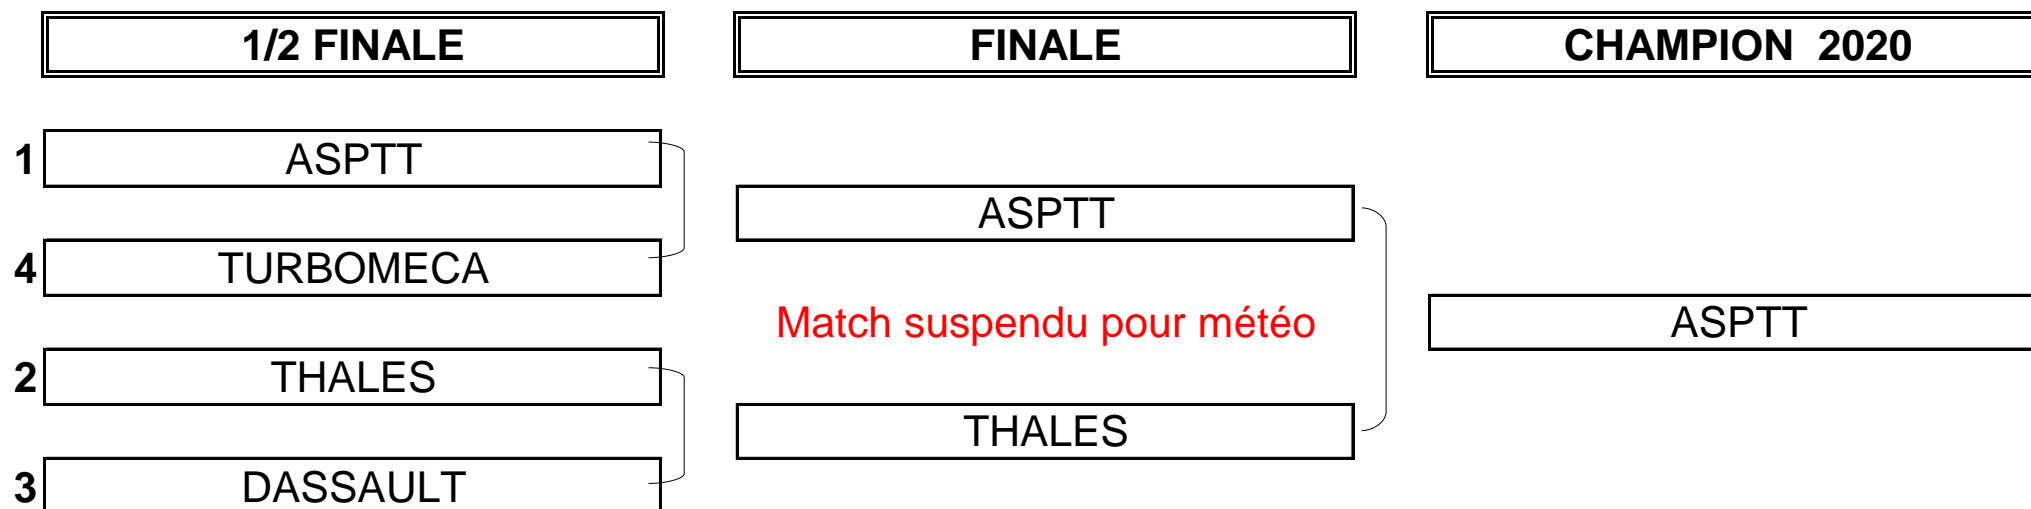 1/2 FINALE
FINALE
CHAMPION 2020
1 ASPTT
ASPTT
4 TURBOMECA
Match suspendu pour météo
ASPTT
2 THALES
THALES
3 DASSAULT